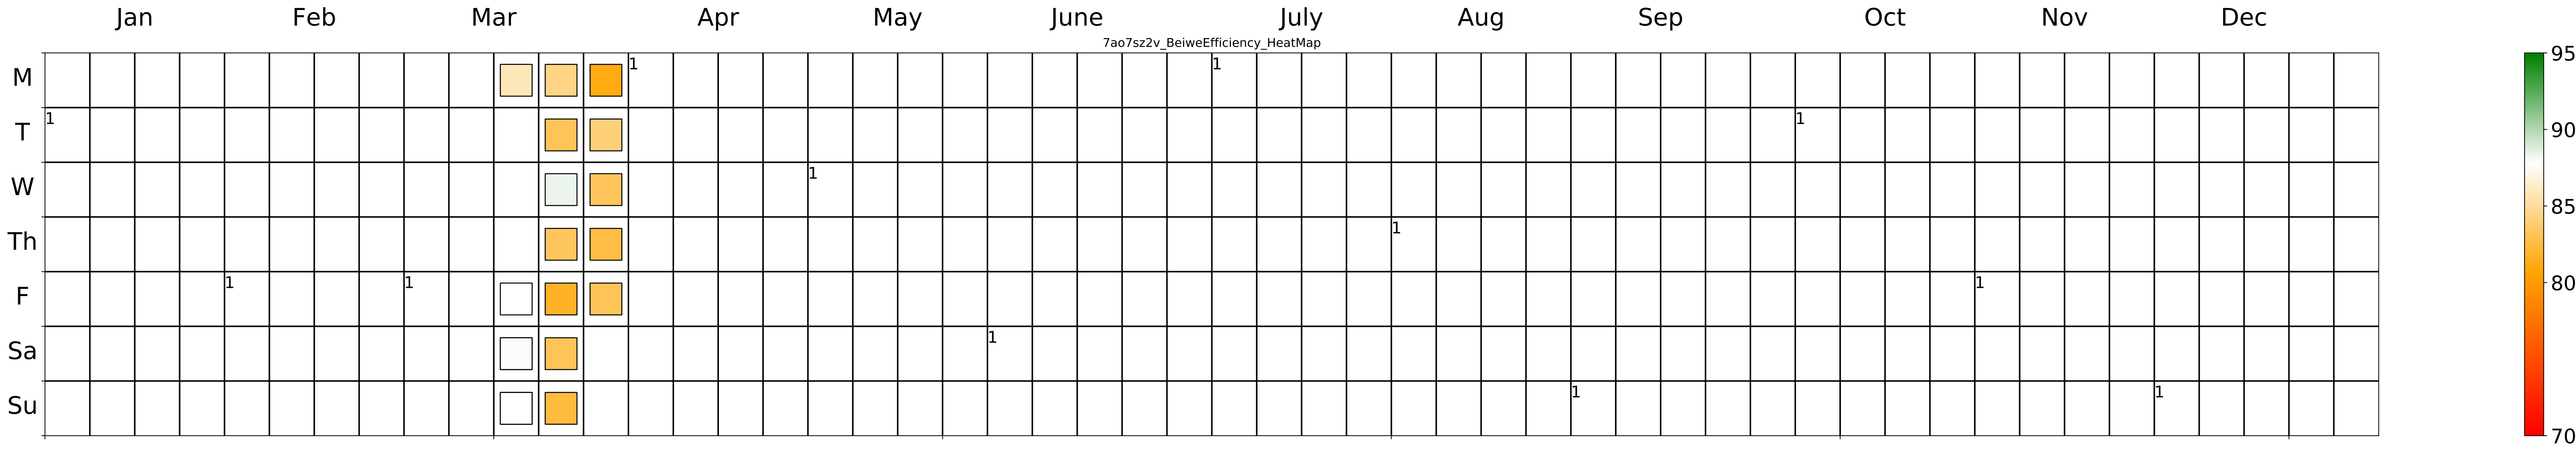 Jan Feb Mar Apr May June July Aug Sep Oct Nov Dec
7ao7sz2v_BeiweEfficiency_HeatMap
M 1 1
T 1 1
W 1
Th 1
F 1 1 1
Sa 1
Su 1 1
95
90
85
80
70